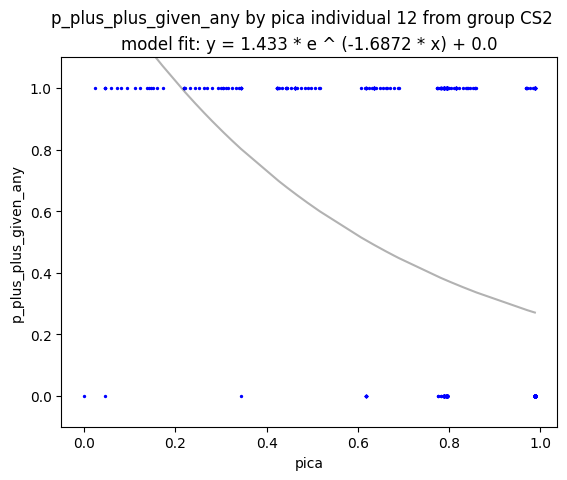 p_plus_plus_given_any by pica individual 12 from group CS2
model fit: y = 1.433 * e ^ (-1.6872 * x) + 0.0
p_plus_plus_given_any
1.0
0.8
0.6
0.4
0.2
0.0
0.0 0.2 0.4 0.6 0.8 1.0
pica